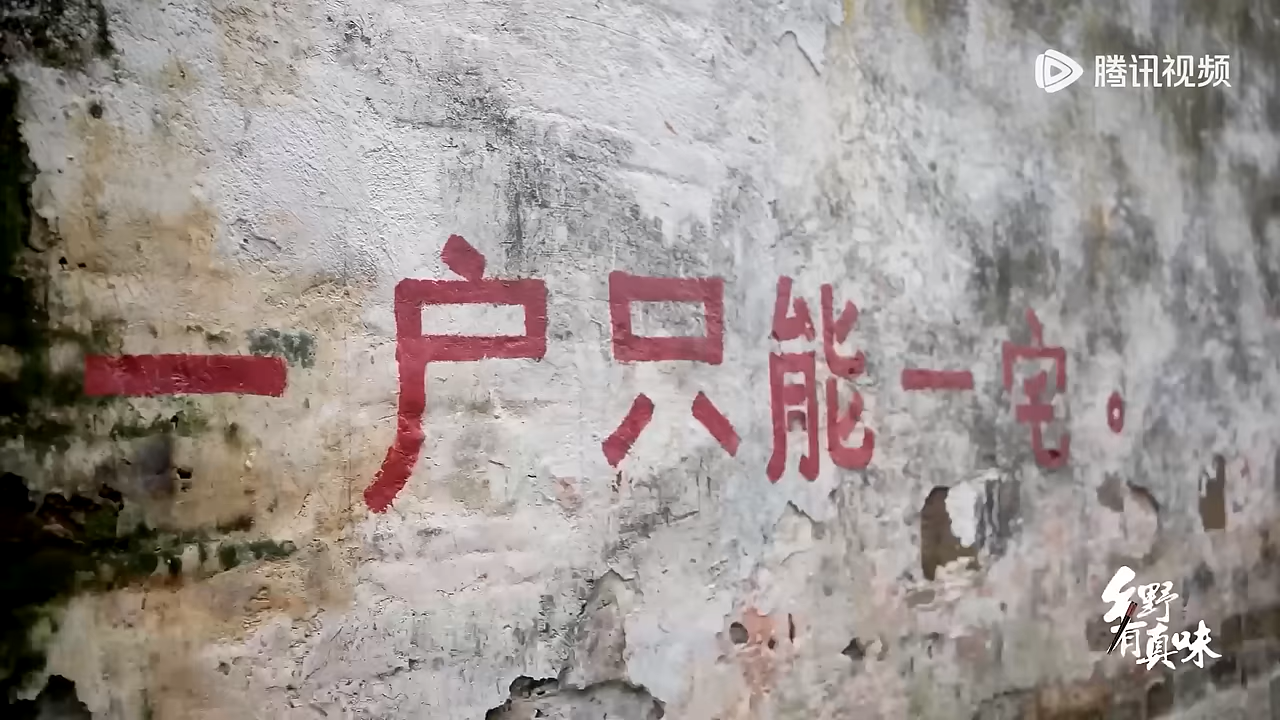 腾讯视频
一户只能一宅。
乡野
有真味